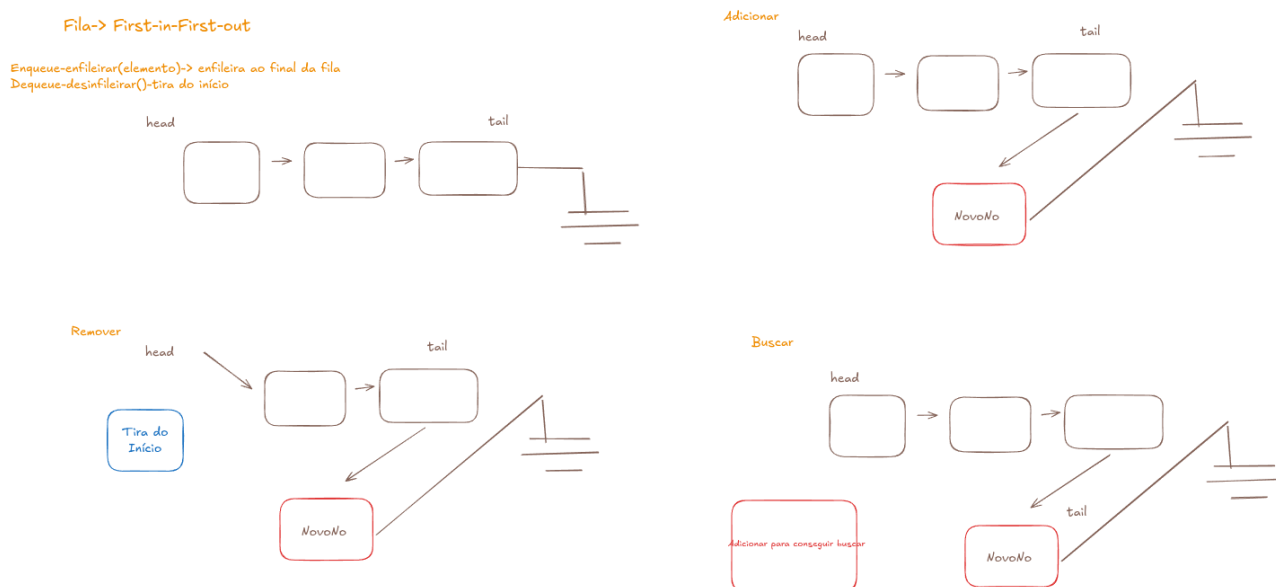 Fila-> First-in-First-out
Enqueue-enfileirar(elemento)-> enfileira ao final da fila
Dequeue-desinfileirar()-tira do início
head
tail
Adicionar
head
tail
NovoNo
Remover
head
tail
Tira do
Início
NovoNo
Buscar
head
Adicionar para conseguir buscar
tail
NovoNo